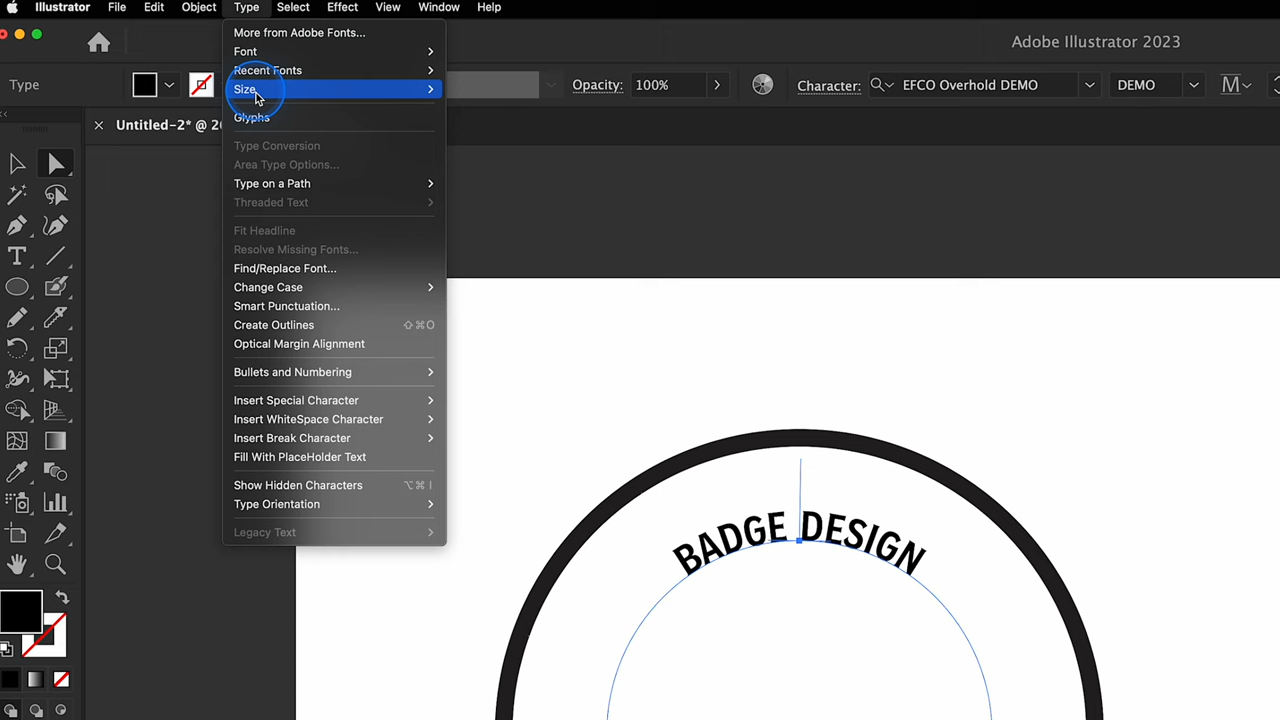 Illustrator File Edit Object Type Select Effect View Window Help
Adobe Illustrator 2023
Type
Opacity: 100%
Character: EFCO Overhold DEMO
DEMO
× Untitled-2* @ 2
More from Adobe Fonts...
Font
Recent Fonts
Size
Glyphs
Type Conversion
Area Type Options...
Type on a Path
Threaded Text
Fit Headline
Resolve Missing Fonts...
Find/Replace Font...
Change Case
Smart Punctuation...
Create Outlines ⇧⌘O
Optical Margin Alignment
Bullets and Numbering
Insert Special Character
Insert WhiteSpace Character
Insert Break Character
Fill With PlaceHolder Text
Show Hidden Characters ⌥⌘I
Type Orientation
Legacy Text
BADGE DESIGN